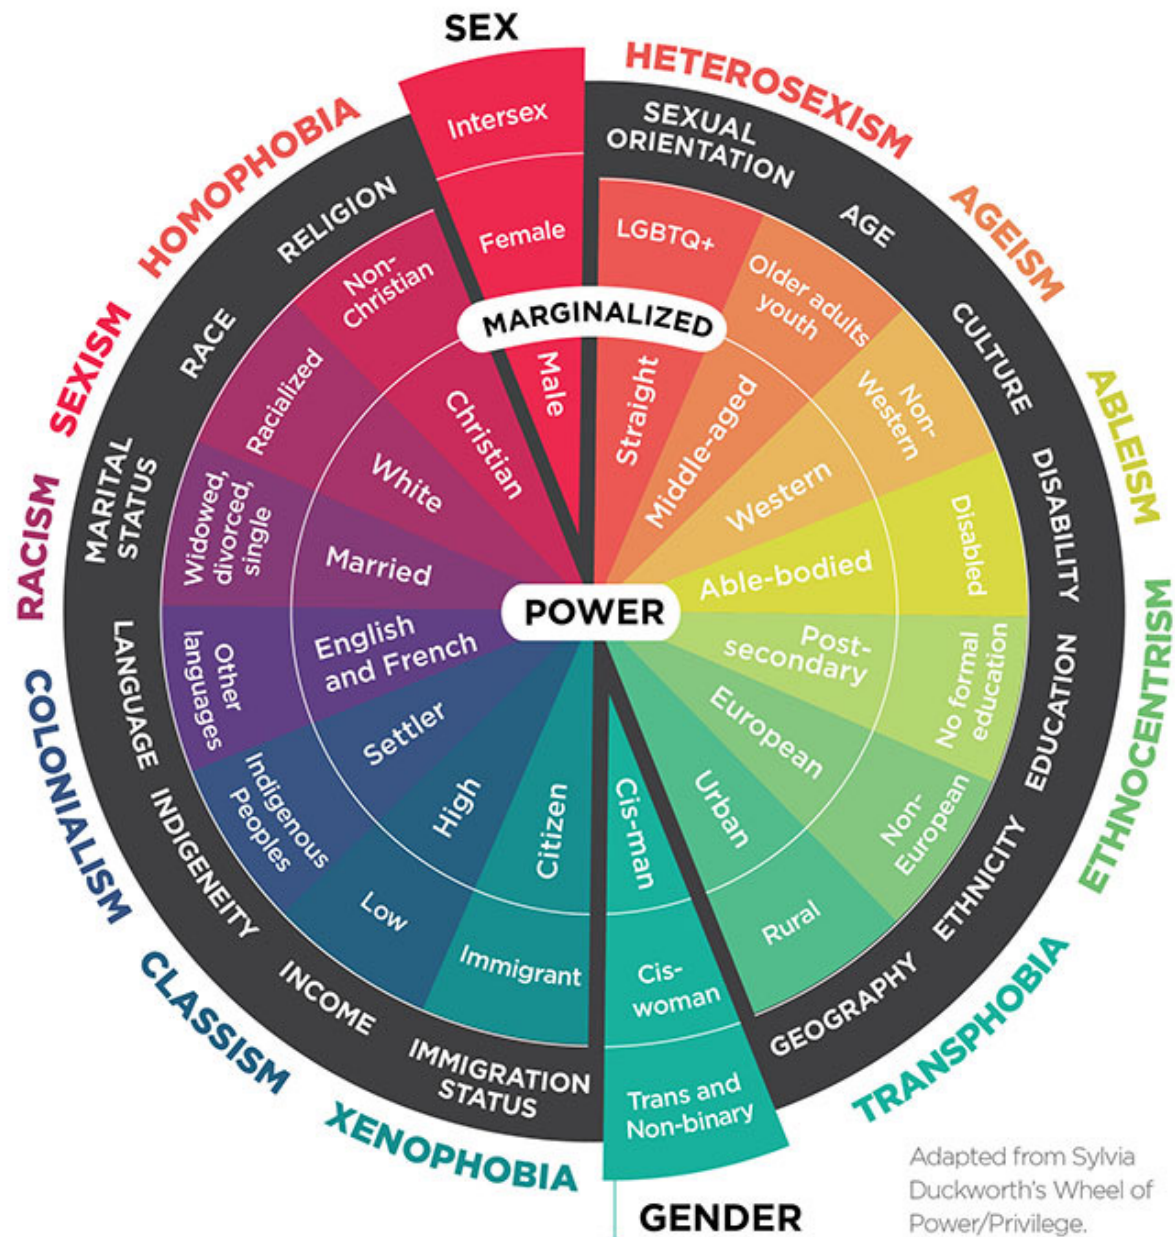 SEX
Intersex
Female
Male
HETEROSEXISM
SEXUAL
ORIENTATION
LGBTQ+
Straight
AGEISM
AGE
Older adults
youth
Middle-aged
CULTURE
Non-
Western
Western
ABLEISM
DISABILITY
Disabled
Able-bodied
EDUCATION
No formal
education
Post-
secondary
ETHNOCENTRISM
ETHNICITY
Non-
European
European
GEOGRAPHY
Rural
Urban
TRANSPHOBIA
GENDER
Cis-man
Cis-
woman
Trans and
Non-binary
XENOPHOBIA
IMMIGRATION
STATUS
Immigrant
Citizen
CLASSISM
INCOME
Low
High
COLONIALISM
INDIGENEITY
Indigenous
Peoples
Settler
LANGUAGE
Other
languages
English
and French
RACISM
MARITAL
STATUS
Widowed,
divorced,
single
Married
SEXISM
RACE
Racialized
White
HOMOPHOBIA
RELIGION
Non-
Christian
Christian
MARGINALIZED
POWER
Adapted from Sylvia
Duckworth's Wheel of
Power/Privilege.